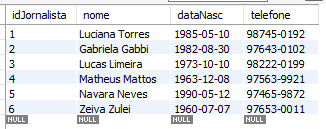 idJornalista nome dataNasc telefone
1 Luciana Torres 1985-05-10 98745-0192
2 Gabriela Gabbi 1982-08-30 97643-0102
3 Lucas Limeira 1973-10-10 98222-0199
4 Matheus Mattos 1963-12-08 97563-9921
5 Navara Neves 1990-05-12 97465-9872
6 Zeiva Zulei 1960-07-07 97653-0011
NULL NULL NULL NULL